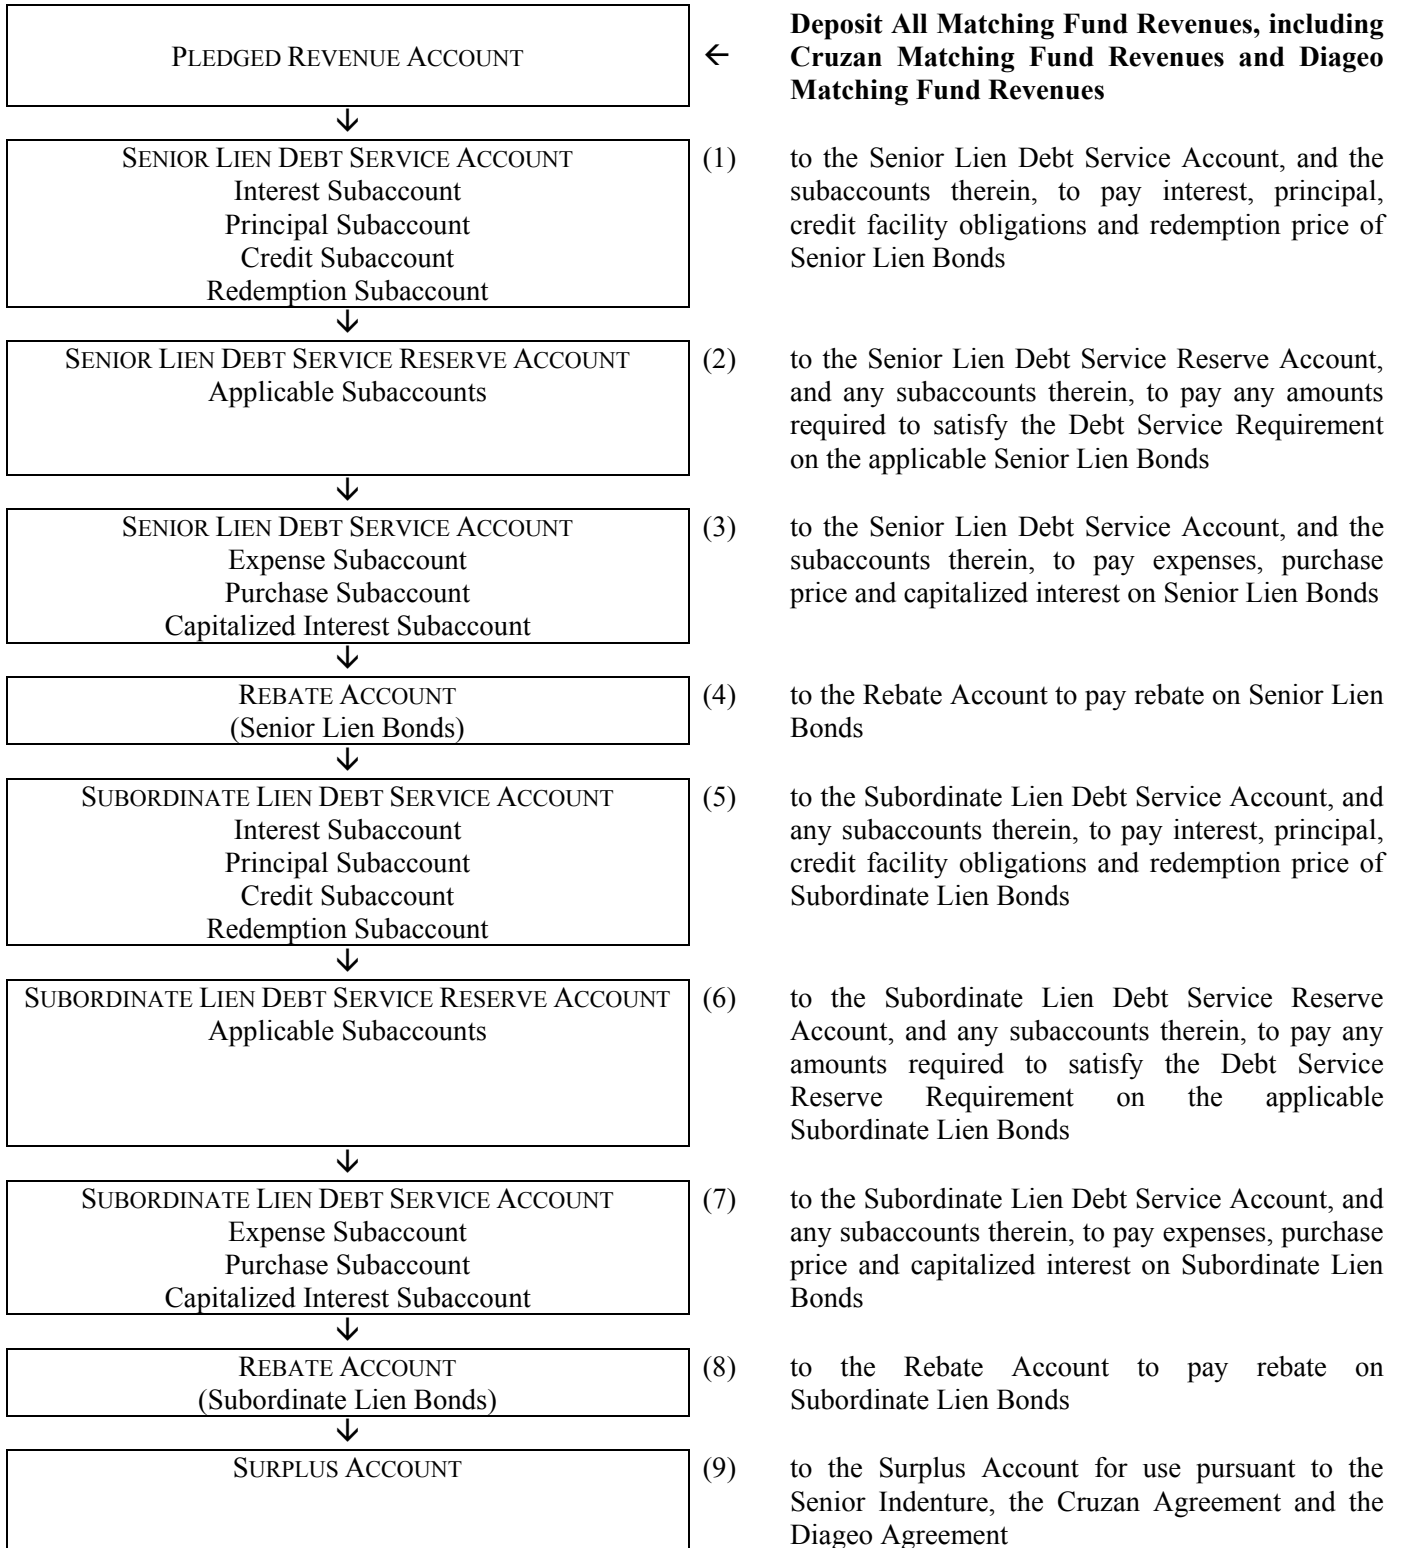 PLEDGED REVENUE ACCOUNT
←
Deposit All Matching Fund Revenues, including
Cruzan Matching Fund Revenues and Diageo
Matching Fund Revenues
↓
SENIOR LIEN DEBT SERVICE ACCOUNT
Interest Subaccount
Principal Subaccount
Credit Subaccount
Redemption Subaccount
(1)
to the Senior Lien Debt Service Account, and the
subaccounts therein, to pay interest, principal,
credit facility obligations and redemption price of
Senior Lien Bonds
↓
SENIOR LIEN DEBT SERVICE RESERVE ACCOUNT
Applicable Subaccounts
(2)
to the Senior Lien Debt Service Reserve Account,
and any subaccounts therein, to pay any amounts
required to satisfy the Debt Service Requirement
on the applicable Senior Lien Bonds
↓
SENIOR LIEN DEBT SERVICE ACCOUNT
Expense Subaccount
Purchase Subaccount
Capitalized Interest Subaccount
(3)
to the Senior Lien Debt Service Account, and the
subaccounts therein, to pay expenses, purchase
price and capitalized interest on Senior Lien Bonds
↓
REBATE ACCOUNT
(Senior Lien Bonds)
(4)
to the Rebate Account to pay rebate on Senior Lien
Bonds
↓
SUBORDINATE LIEN DEBT SERVICE ACCOUNT
Interest Subaccount
Principal Subaccount
Credit Subaccount
Redemption Subaccount
(5)
to the Subordinate Lien Debt Service Account, and
any subaccounts therein, to pay interest, principal,
credit facility obligations and redemption price of
Subordinate Lien Bonds
↓
SUBORDINATE LIEN DEBT SERVICE RESERVE ACCOUNT
Applicable Subaccounts
(6)
to the Subordinate Lien Debt Service Reserve
Account, and any subaccounts therein, to pay any
amounts required to satisfy the Debt Service
Reserve Requirement on the applicable
Subordinate Lien Bonds
↓
SUBORDINATE LIEN DEBT SERVICE ACCOUNT
Expense Subaccount
Purchase Subaccount
Capitalized Interest Subaccount
(7)
to the Subordinate Lien Debt Service Account, and
any subaccounts therein, to pay expenses, purchase
price and capitalized interest on Subordinate Lien
Bonds
↓
REBATE ACCOUNT
(Subordinate Lien Bonds)
(8)
to the Rebate Account to pay rebate on
Subordinate Lien Bonds
↓
SURPLUS ACCOUNT
(9)
to the Surplus Account for use pursuant to the
Senior Indenture, the Cruzan Agreement and the
Diageo Agreement